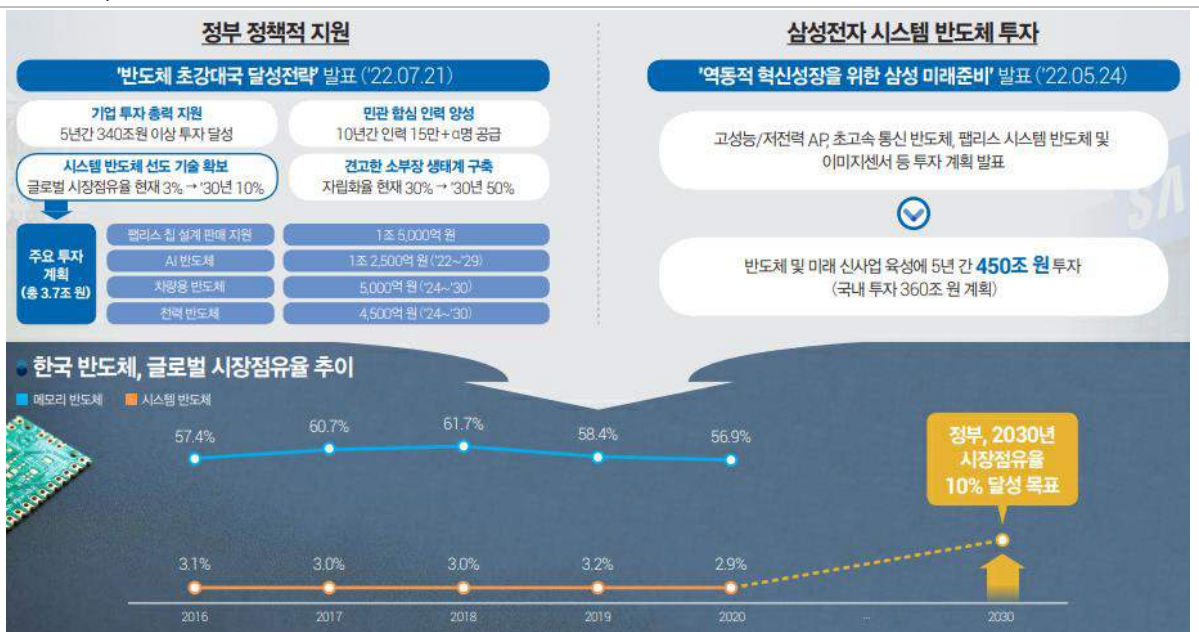 정부 정책적 지원
'반도체 초강대국 달성전략' 발표 ('22.07.21)
기업 투자 총력 지원
5년간 340조원 이상 투자 달성
민관 합심 인력 양성
10년간 인력 15만+α명 공급
시스템 반도체 선도 기술 확보
글로벌 시장점유율 현재 3% → '30년 10%
견고한 소부장 생태계 구축
자립화율 현재 30% → '30년 50%
주요 투자
계획
(총 3.7조 원)
팹리스 칩 설계 판매 지원
1조 5,000억 원
AI 반도체
1조 2,500억 원 ('22~'29)
차량용 반도체
5,000억 원 ('24~'30)
전력 반도체
4,500억 원 ('24~'30)
삼성전자 시스템 반도체 투자
'역동적 혁신성장을 위한 삼성 미래준비' 발표 ('22.05.24)
고성능/저전력 AP, 초고속 통신 반도체, 팹리스 시스템 반도체 및
이미지센서 등 투자 계획 발표
반도체 및 미래 신사업 육성에 5년 간 450조 원 투자
(국내 투자 360조 원 계획)
한국 반도체, 글로벌 시장점유율 추이
메모리 반도체
시스템 반도체
57.4%
60.7%
61.7%
58.4%
56.9%
정부, 2030년
시장점유율
10% 달성 목표
3.1%
3.0%
3.0%
3.2%
2.9%
2016
2017
2018
2019
2020
...
2030